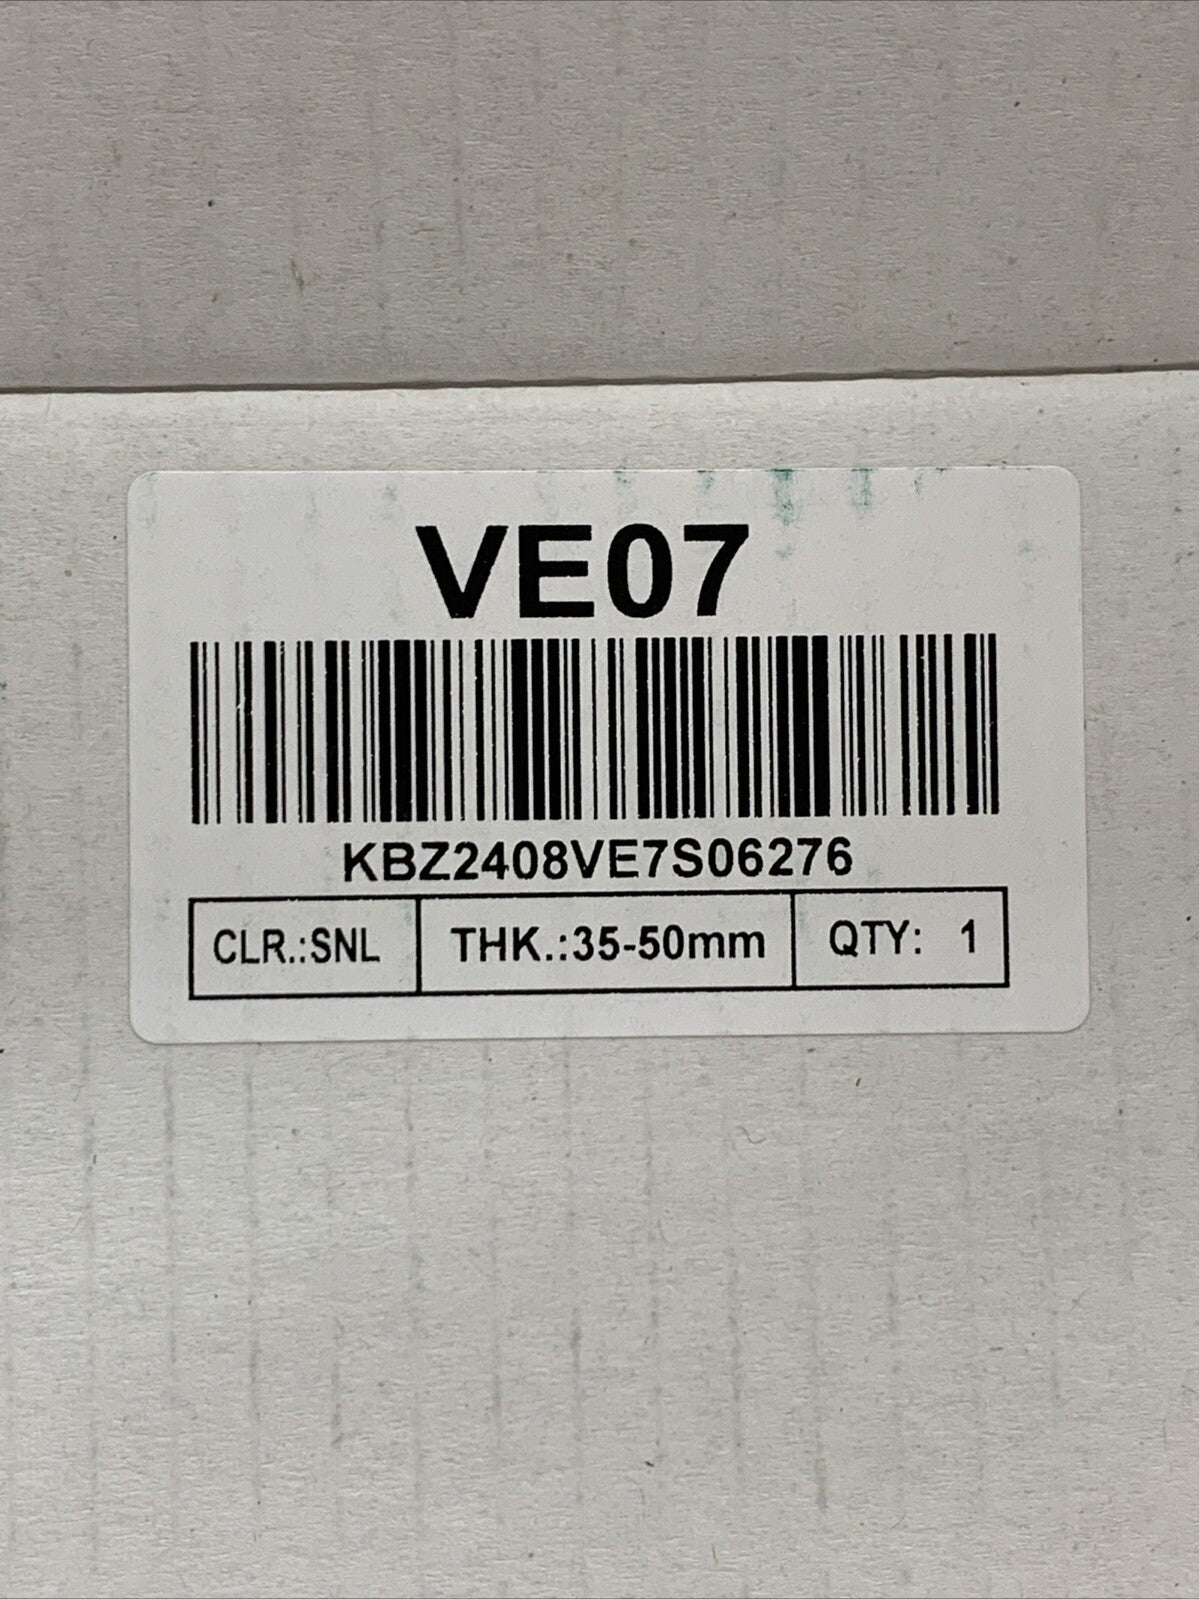 VE07
KBZ2408VE7S06276
CLR.:SNL THK.:35-50mm QTY: 1